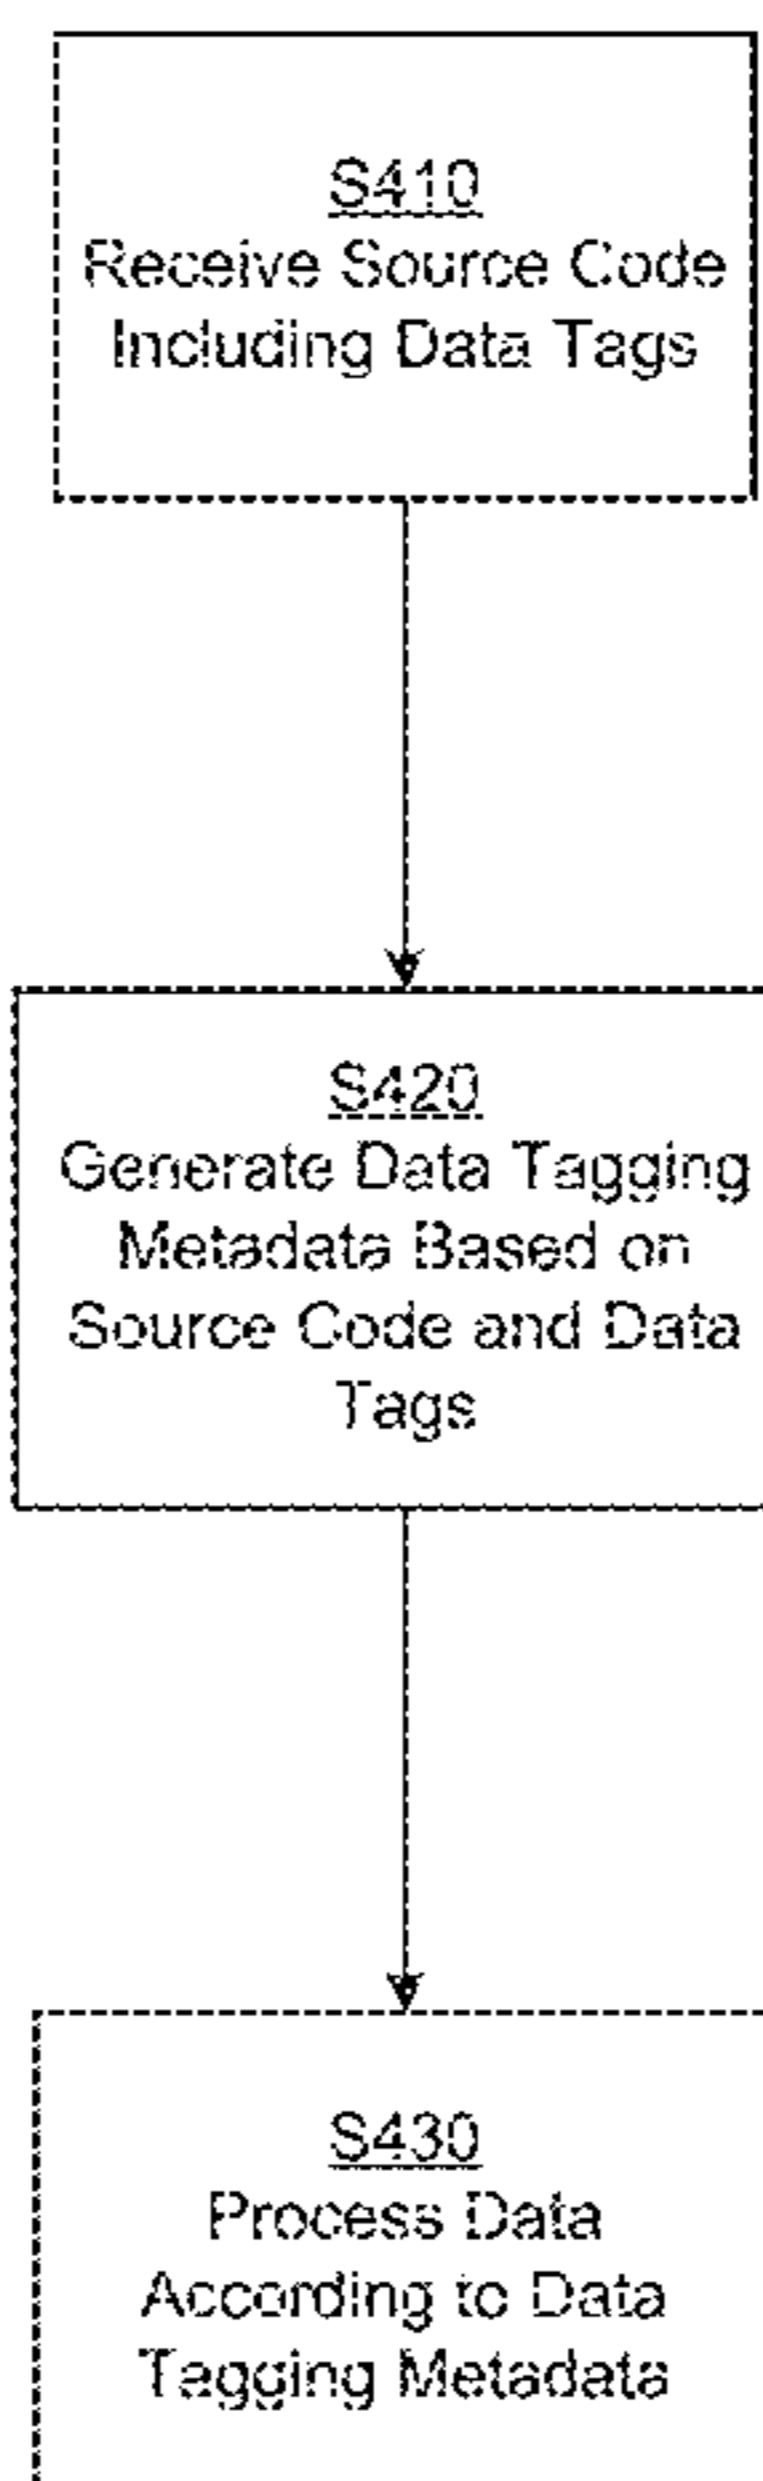 S410
Receive Source Code
Including Data Tags
S420
Generate Data Tagging
Metadata Based on
Source Code and Data
Tags
S430
Process Data
According to Data
Tagging Metadata